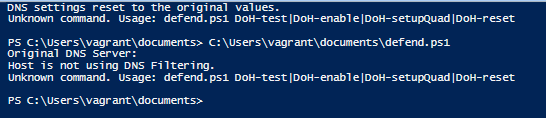 DNS settings reset to the original values.
Unknown command. Usage: defend.ps1 DoH-test|DoH-enable|DoH-setupQuad|DoH-reset
PS C:\Users\vagrant\documents> C:\Users\vagrant\documents\defend.ps1
Original DNS Server:
Host is not using DNS Filtering.
Unknown command. Usage: defend.ps1 DoH-test|DoH-enable|DoH-setupQuad|DoH-reset
PS C:\Users\vagrant\documents>